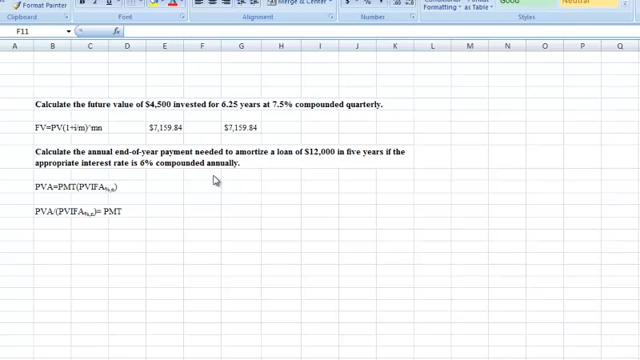 Format Painter
Font
Merge & Center
Alignment
$ % ,
Number
Conditional Format
Formatting as Table
Good
Neutral
Styles
F11
fx
A B C D E F G H I J K L M N O P Q
Calculate the future value of $4,500 invested for 6.25 years at 7.5% compounded quarterly.
FV=PV(1+i/m)^mn $7,159.84 $7,159.84
Calculate the annual end-of-year payment needed to amortize a loan of $12,000 in five years if the
appropriate interest rate is 6% compounded annually.
PVA=PMT(PVIFA%,n)
PVA/(PVIFA%,n)= PMT